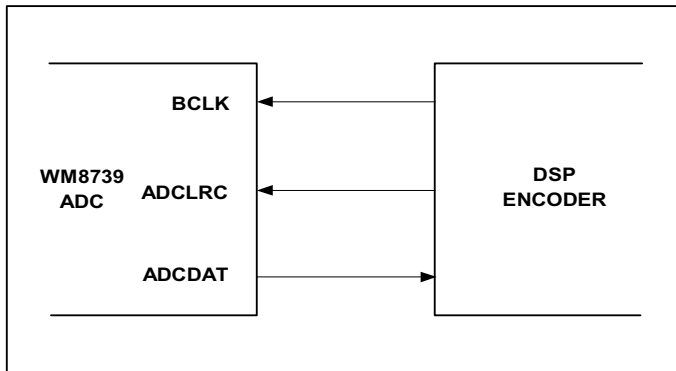 BCLK
WM8739
ADC
ADCLRC
DSP
ENCODER
ADCDAT